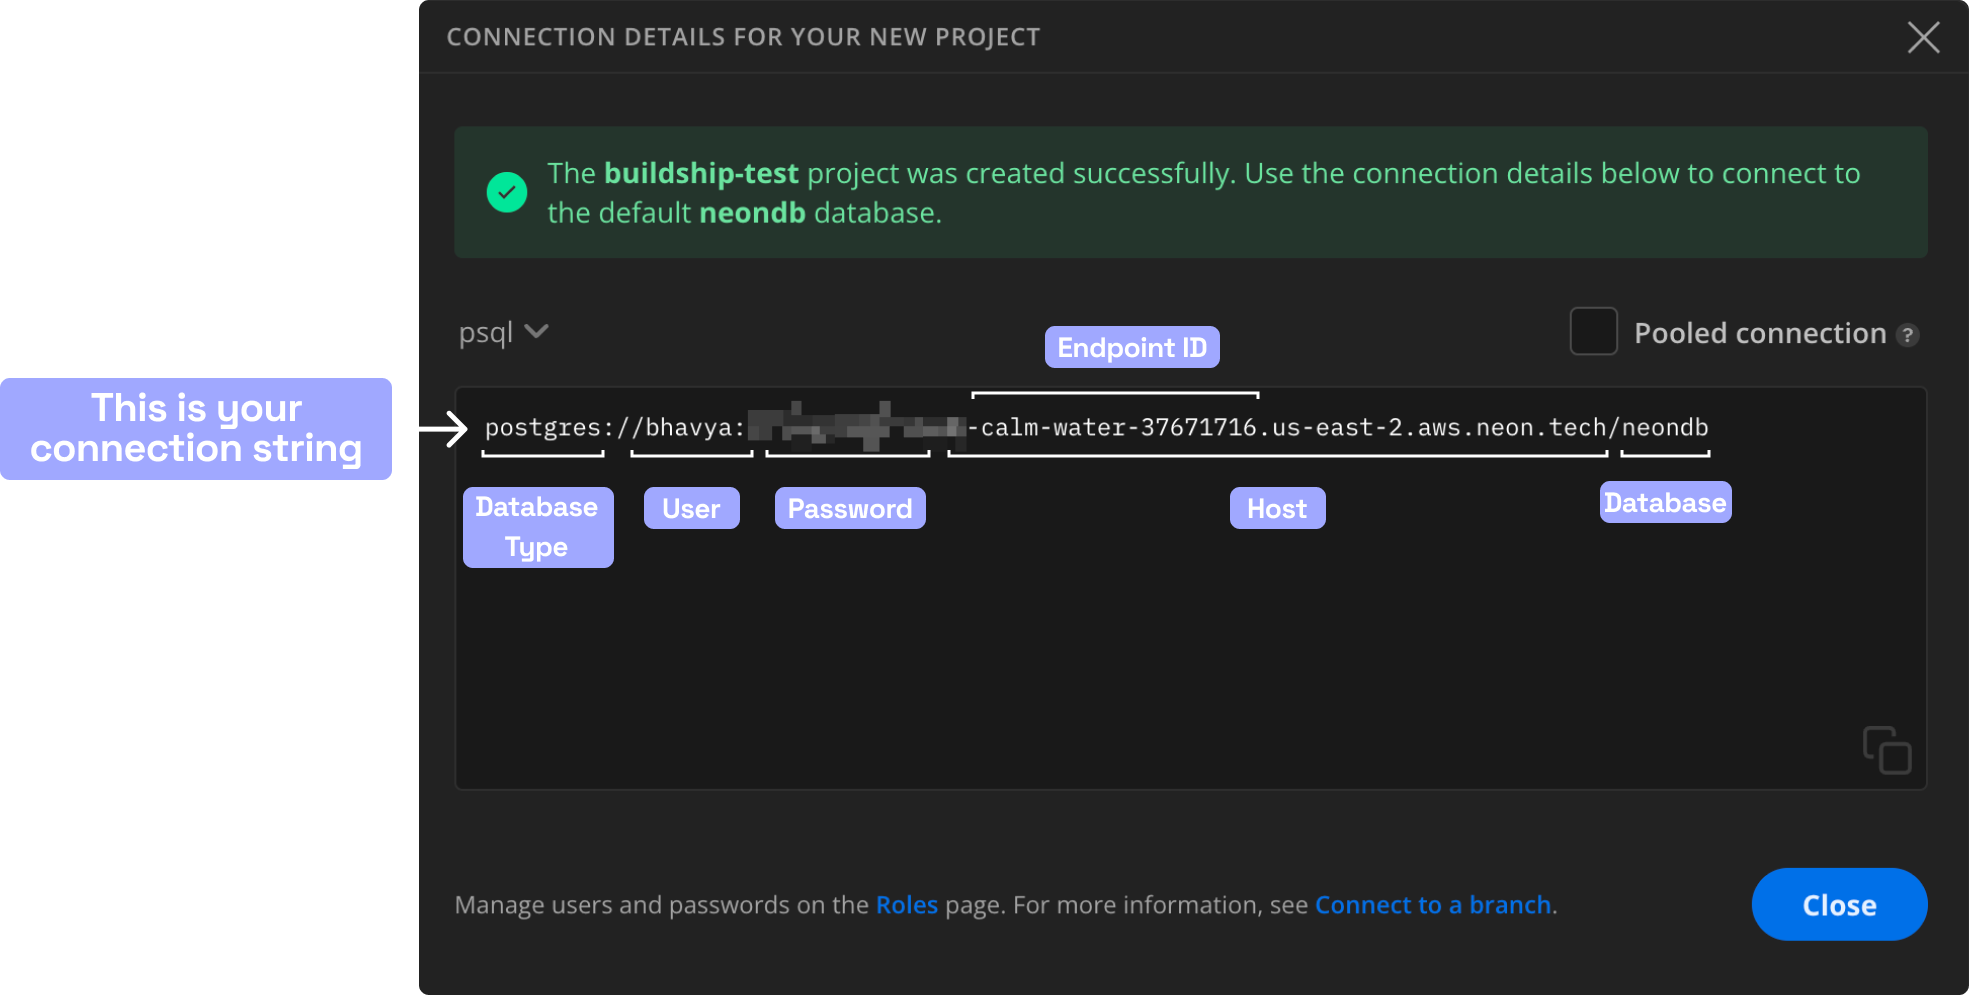 CONNECTION DETAILS FOR YOUR NEW PROJECT
The buildship-test project was created successfully. Use the connection details below to connect to
the default neondb database.
psql
Endpoint ID
Pooled connection ?
This is your
connection string
postgres://bhavya: -calm-water-37671716.us-east-2.aws.neon.tech/neondb
Database
Type
User
Password
Host
Database
Manage users and passwords on the Roles page. For more information, see Connect to a branch.
Close